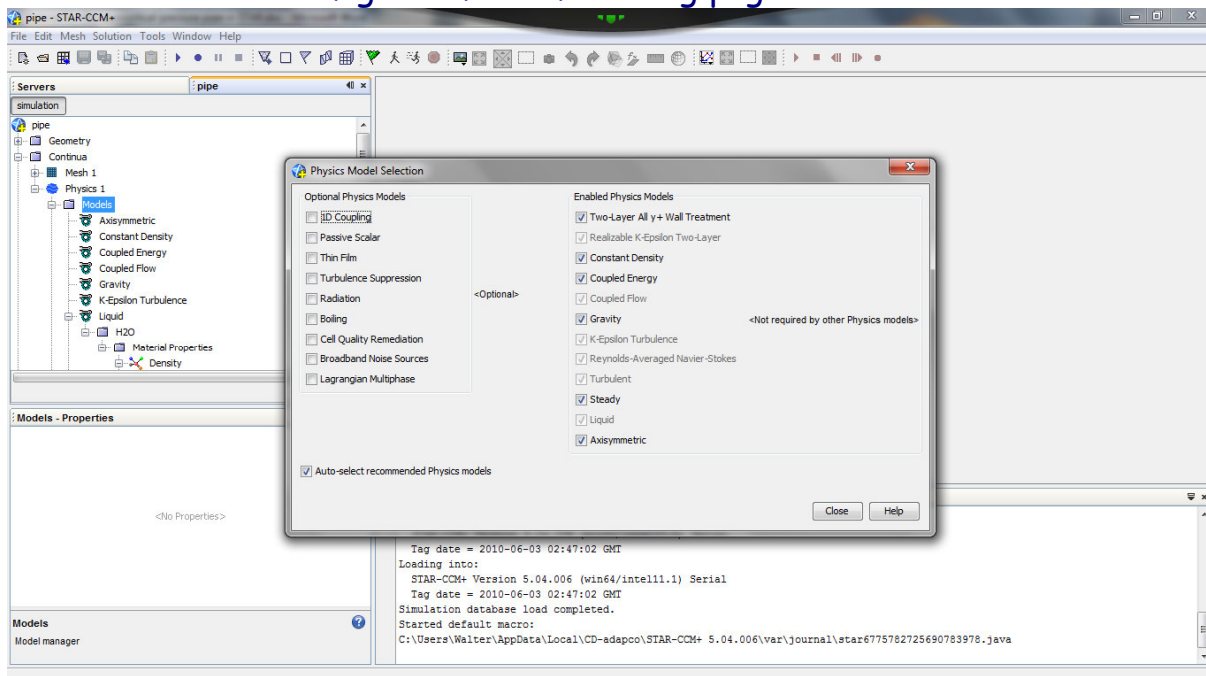 pipe - STAR-CCM+
File Edit Mesh Solution Tools Window Help
Servers
pipe
simulation
pipe
Geometry
Continua
Mesh 1
Physics 1
Models
Axisymmetric
Constant Density
Coupled Energy
Coupled Flow
Gravity
K-Epsilon Turbulence
Liquid
H2O
Material Properties
Density
Models - Properties
<No Properties>
Models
Model manager
Physics Model Selection
Optional Physics Models
1D Coupling
Passive Scalar
Thin Film
Turbulence Suppression
Radiation
Boiling
Cell Quality Remediation
Broadband Noise Sources
Lagrangian Multiphase
<Optional>
Enabled Physics Models
Two-Layer All y+ Wall Treatment
Realizable K-Epsilon Two-Layer
Constant Density
Coupled Energy
Coupled Flow
Gravity
K-Epsilon Turbulence
Reynolds-Averaged Navier-Stokes
Turbulent
Steady
Liquid
Axisymmetric
<Not required by other Physics models>
Auto-select recommended Physics models
Close
Help
Tag date = 2010-06-03 02:47:02 GMT
Loading into:
STAR-CCM+ Version 5.04.006 (win64/intel11.1) Serial
Tag date = 2010-06-03 02:47:02 GMT
Simulation database load completed.
Started default macro:
C:\Users\Walter\AppData\Local\CD-adapco\STAR-CCM+ 5.04.006\var\journal\star6775782725690783978.java